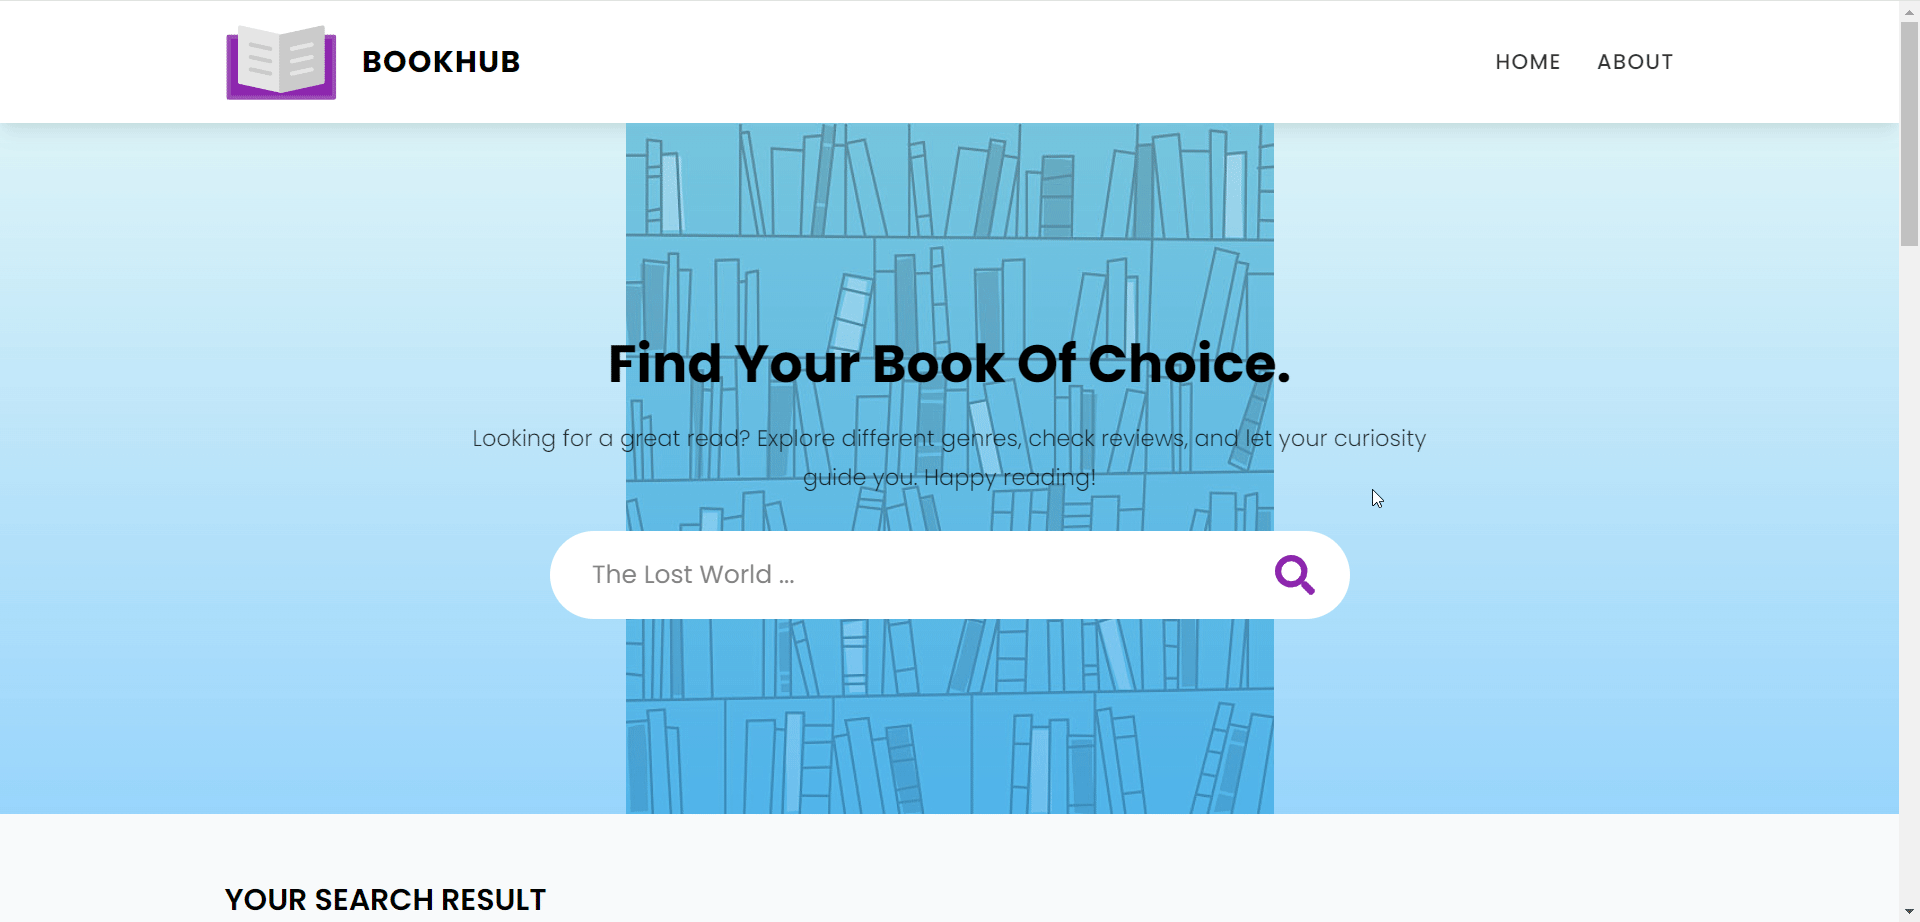 BOOKHUB
HOME
ABOUT
Find Your Book Of Choice.
Looking for a great read? Explore different genres, check reviews, and let your curiosity
guide you. Happy reading!
The Lost World ...
YOUR SEARCH RESULT